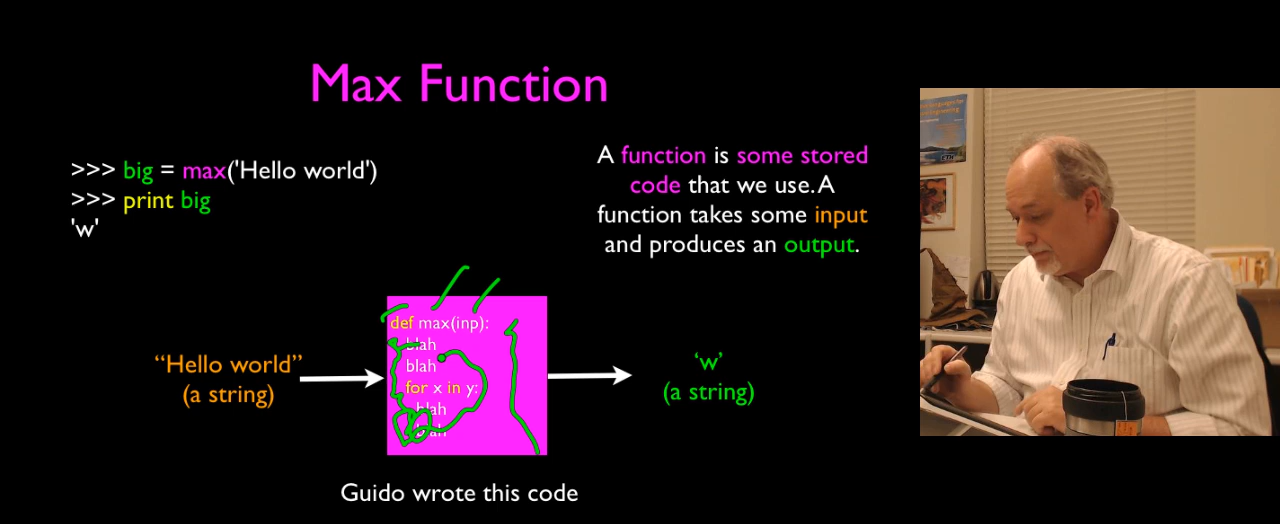 Max Function
>>> big = max('Hello world')
>>> print big
'w'
A function is some stored
code that we use. A
function takes some input
and produces an output.
def max(inp):
blah
blah
for x in y:
blah
blah
“Hello world”
(a string)
‘w’
(a string)
Guido wrote this code